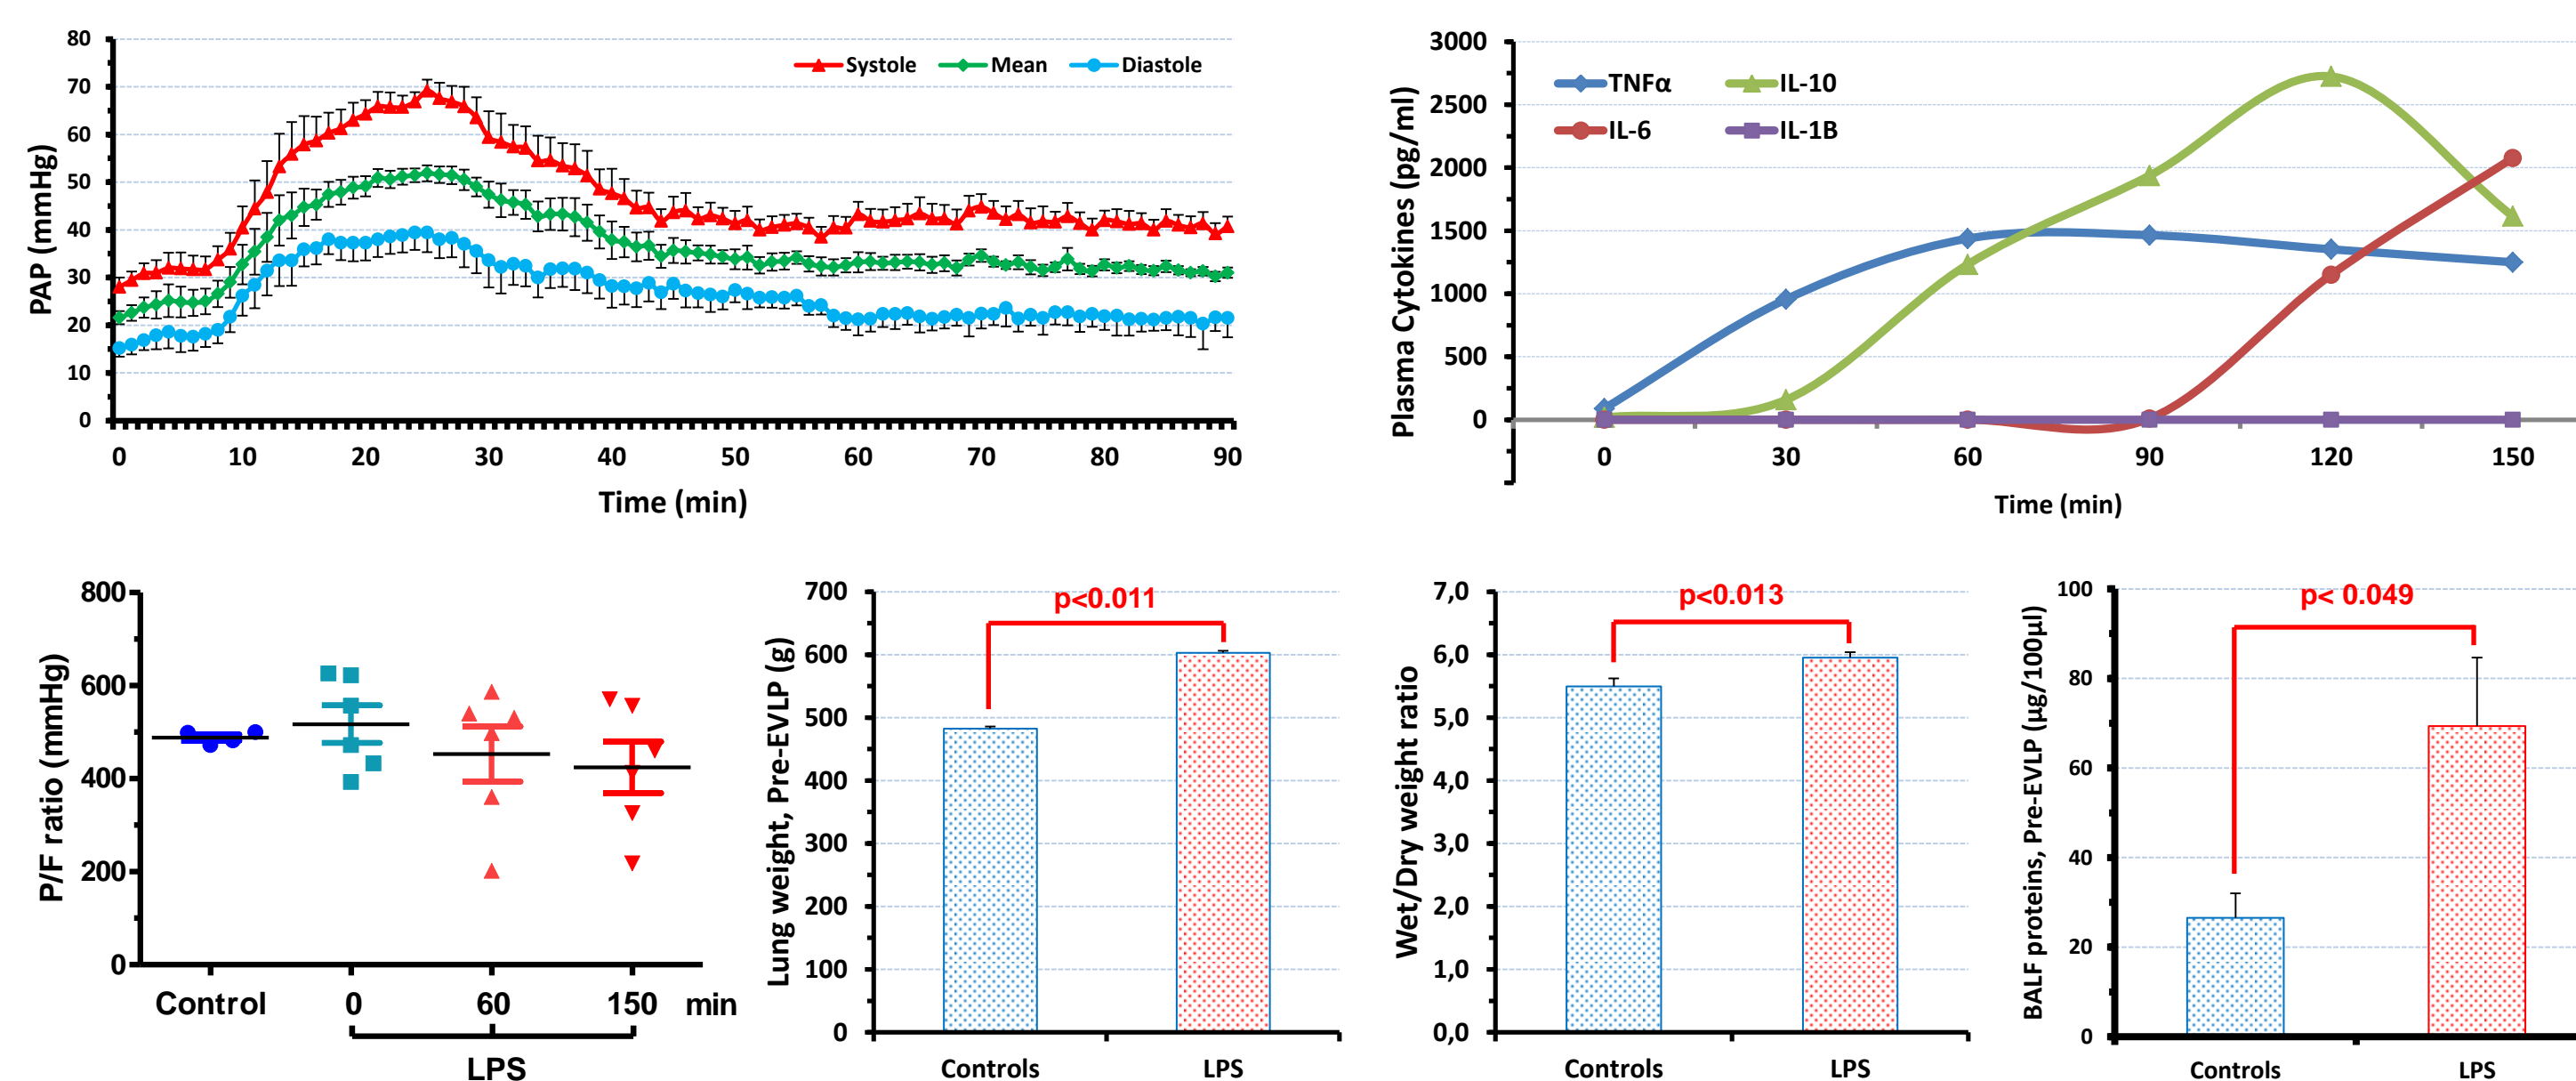 PAP (mmHg)
80
70
60
50
40
30
20
10
0
Systole Mean Diastole
0 10 20 30 40 50 60 70 80 90
Time (min)
Plasma Cytokines (pg/ml)
3000
2500
2000
1500
1000
500
0
TNFα IL-10
IL-6 IL-1B
0 30 60 90 120 150
Time (min)
P/F ratio (mmHg)
800
600
400
200
0
Control 0 60 150 min
LPS
Lung weight, Pre-EVLP (g)
700
600
500
400
300
200
100
0
p<0.011
Controls LPS
Wet/Dry weight ratio
7,0
6,0
5,0
4,0
3,0
2,0
1,0
0,0
p<0.013
Controls LPS
BALF proteins, Pre-EVLP (µg/100µl)
100
80
60
40
20
0
p< 0.049
Controls LPS